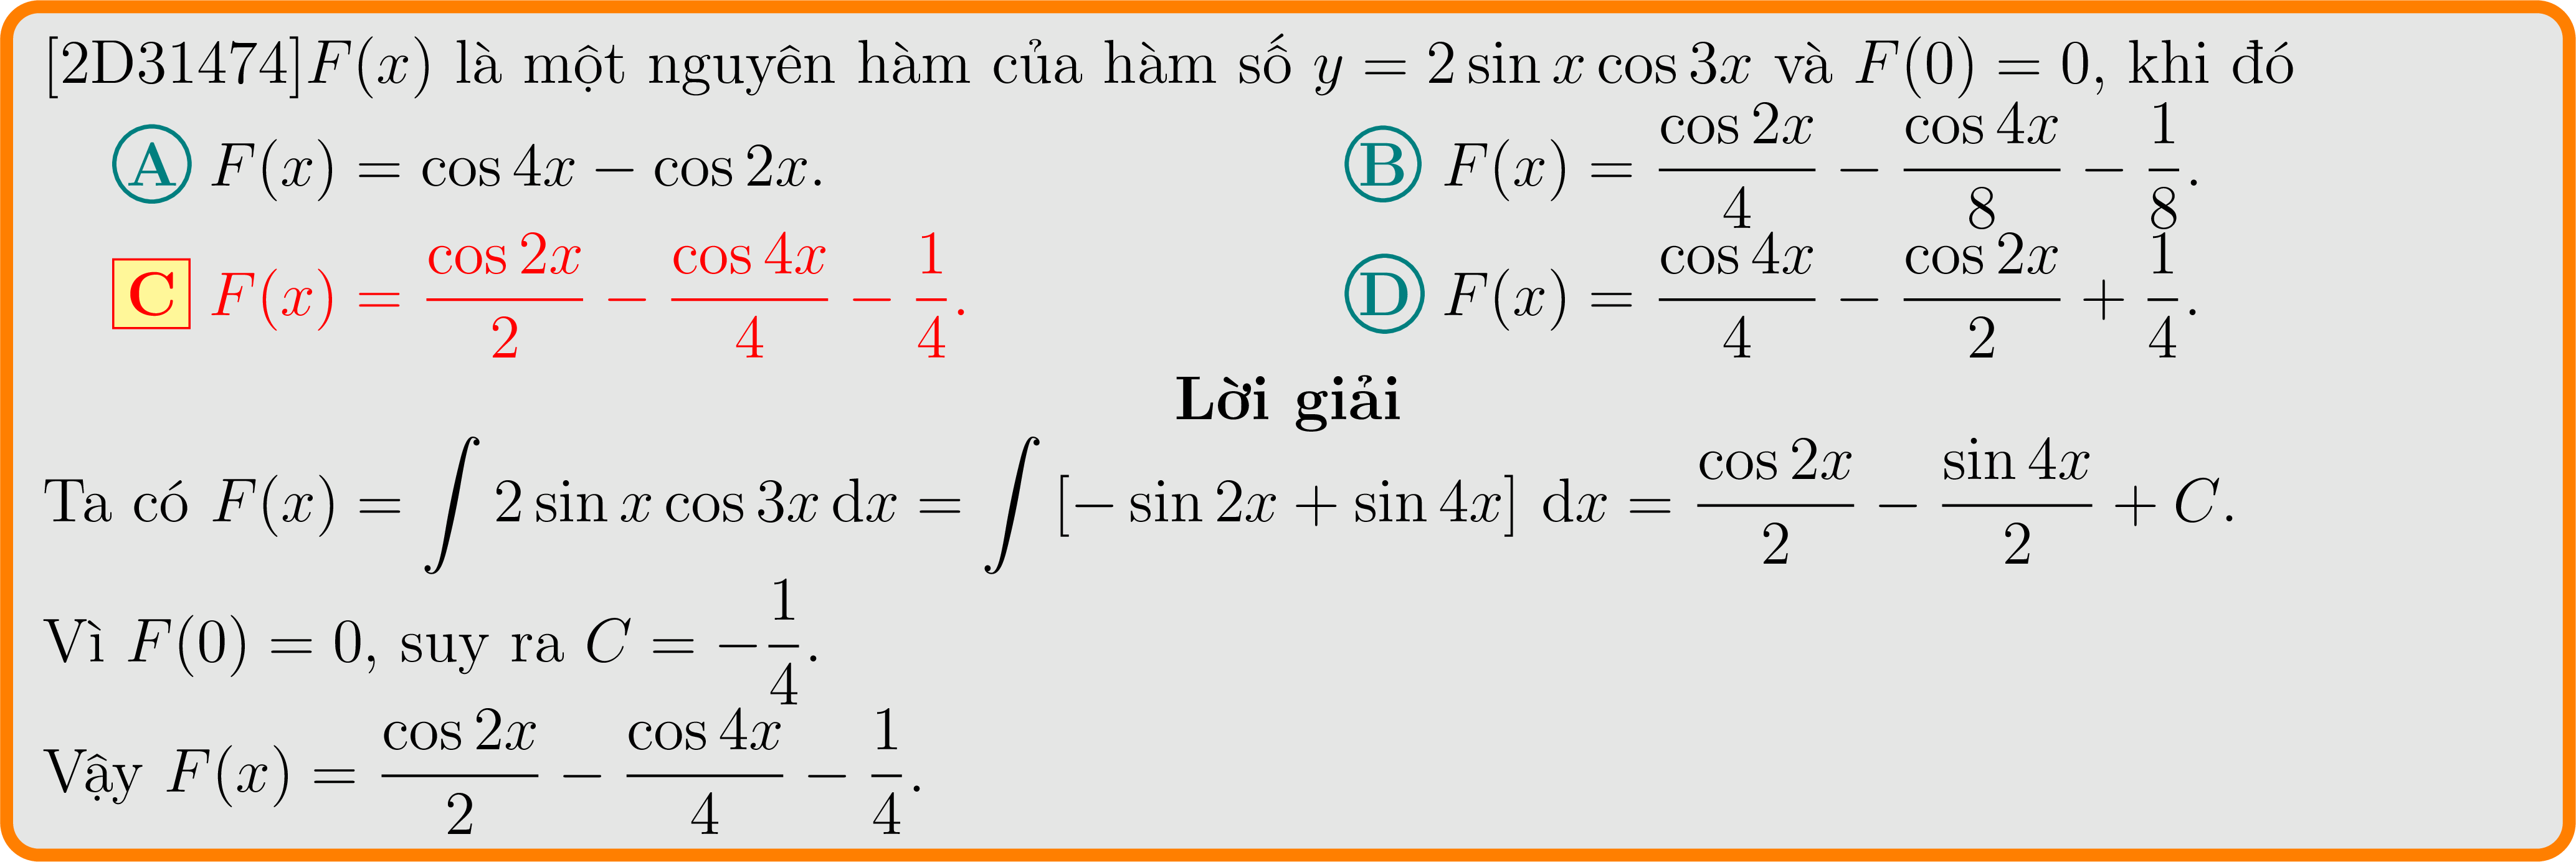 [2D31474]F(x) là một nguyên hàm của hàm số y = 2 sin x cos 3x và F(0) = 0, khi đó
A F(x) = cos 4x − cos 2x.
B F(x) = \frac{cos 2x}{4} − \frac{cos 4x}{8} − \frac{1}{8}.
C F(x) = \frac{cos 2x}{2} − \frac{cos 4x}{4} − \frac{1}{4}.
D F(x) = \frac{cos 4x}{4} − \frac{cos 2x}{2} + \frac{1}{4}.
Lời giải
Ta có F(x) = ∫ 2 sin x cos 3x dx = ∫ [− sin 2x + sin 4x] dx = \frac{cos 2x}{2} − \frac{sin 4x}{2} + C.
Vì F(0) = 0, suy ra C = −\frac{1}{4}.
Vậy F(x) = \frac{cos 2x}{2} − \frac{cos 4x}{4} − \frac{1}{4}.